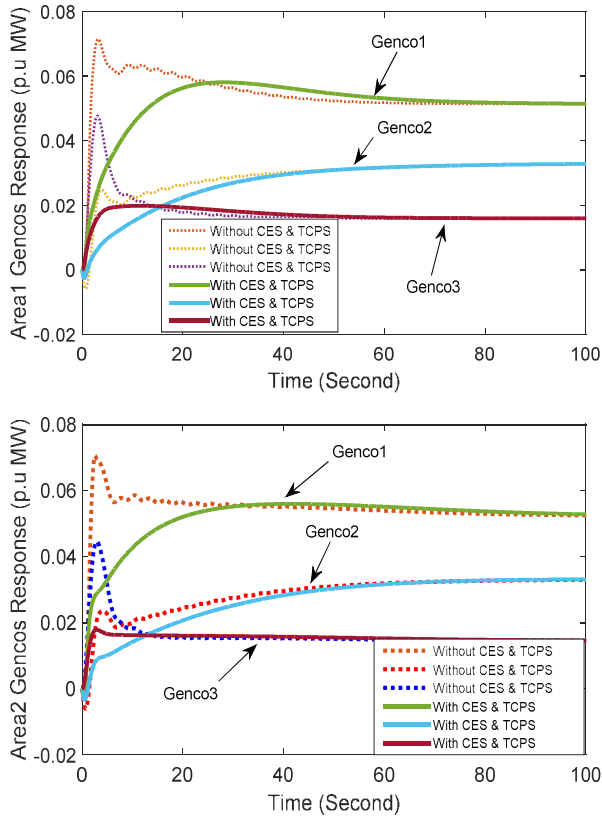 Area1 Gencos Response (p.u MW)
0.08
0.06
0.04
0.02
0
-0.02
Genco1
Genco2
Genco3
Without CES & TCPS
Without CES & TCPS
Without CES & TCPS
With CES & TCPS
With CES & TCPS
With CES & TCPS
0 20 40 60 80 100
Time (Second)
Area2 Gencos Response (p.u MW)
0.08
0.06
0.04
0.02
0
-0.02
Genco1
Genco2
Genco3
Without CES & TCPS
Without CES & TCPS
Without CES & TCPS
With CES & TCPS
With CES & TCPS
With CES & TCPS
0 20 40 60 80 100
Time (Second)